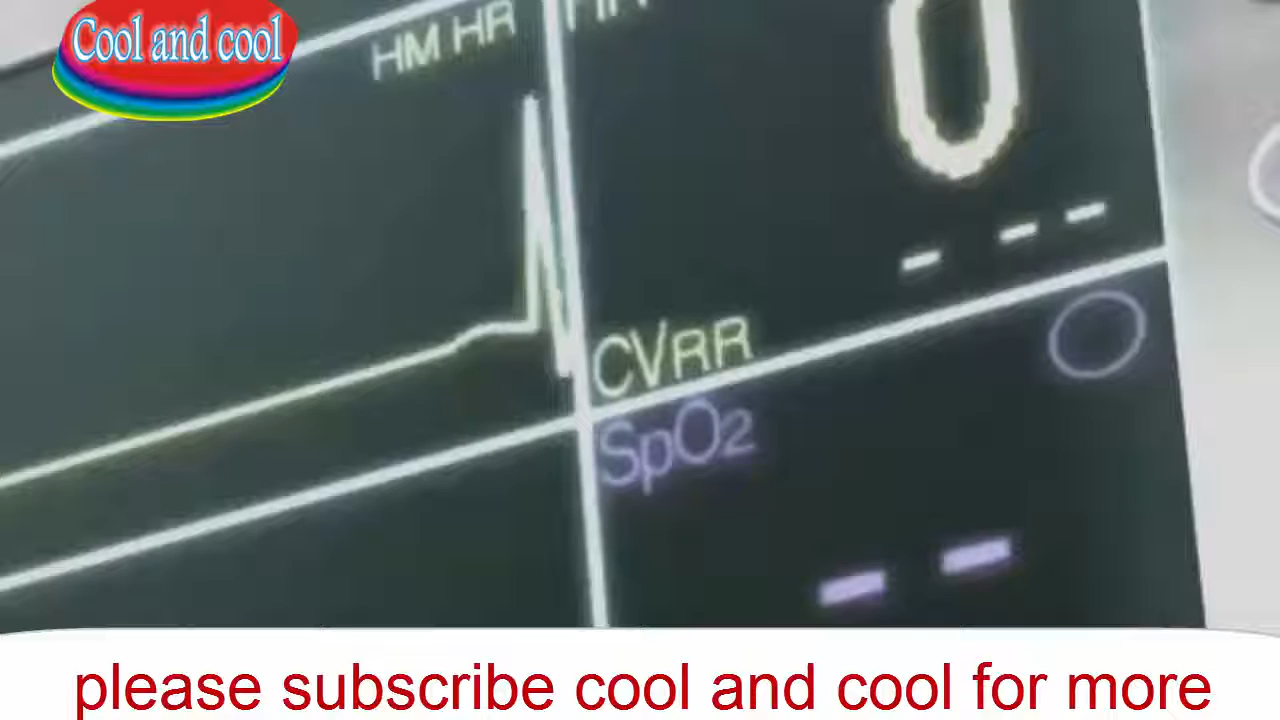 Cool and cool
HM HR
0
- - -
CVRR
SpO2
- -
please subscribe cool and cool for more